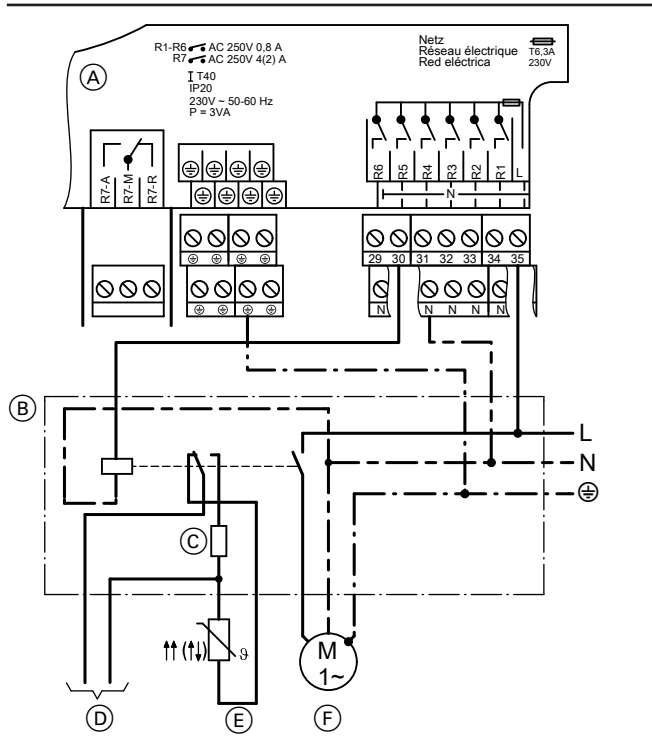 R1-R6 AC 250V 0,8 A
R7 AC 250V 4(2) A
T40
IP20
230V ~ 50-60 Hz
P = 3VA
Netz
Réseau électrique
Red eléctrica
T6,3A
230V
A
R7-A R7-M R7-R
R6 R5 R4 R3 R2 R1 L
N
29 30 31 32 33 34 35
N N N N N
B
L
N
C
ϑ
M
1~
D E F